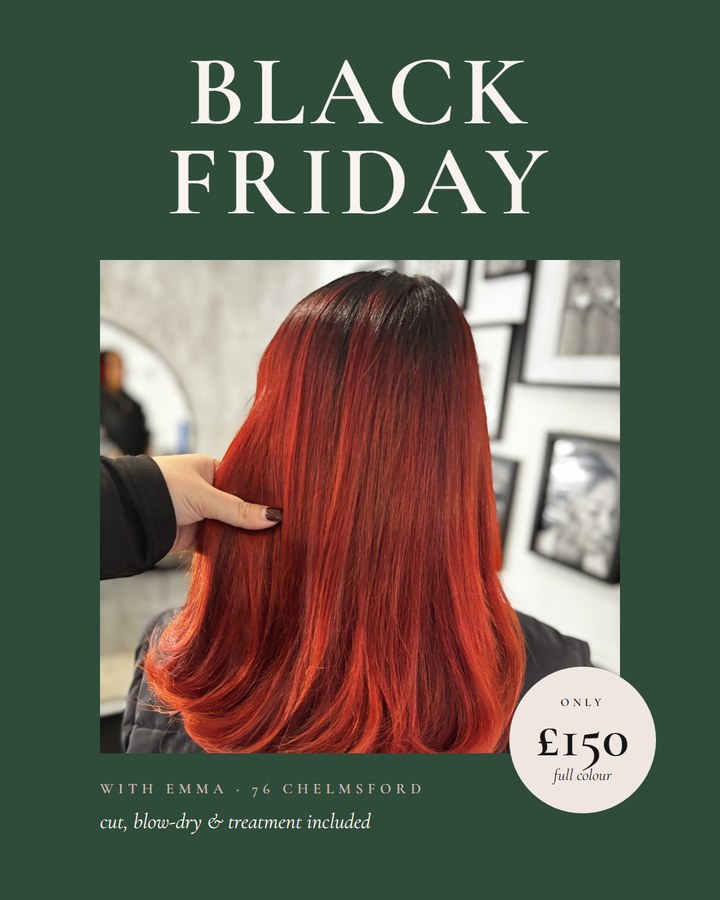 BLACK
FRIDAY
ONLY
£150
full colour
WITH EMMA · 76 CHELMSFORD
cut, blow-dry & treatment included